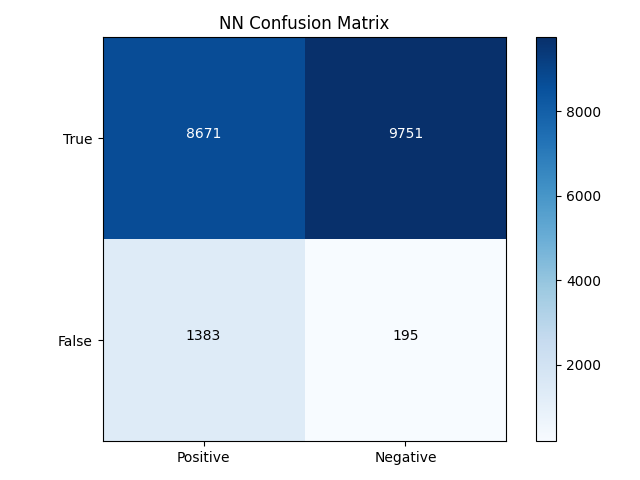 NN Confusion Matrix
True
8671
9751
False
1383
195
Positive
Negative
8000
6000
4000
2000